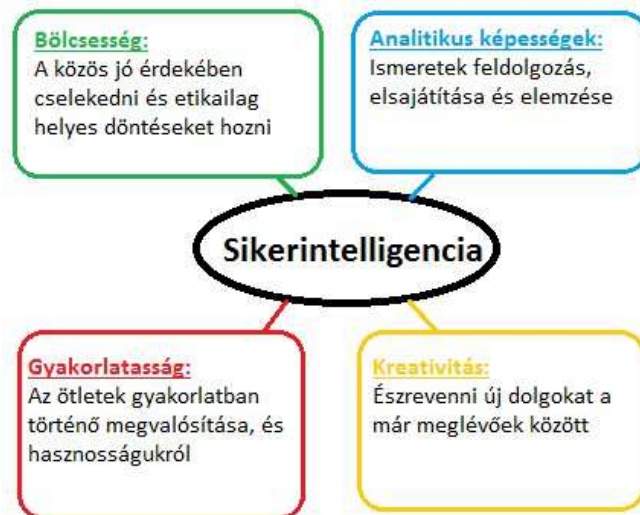 Bölcsesség:
A közös jó érdekében
cselekedni és etikailag
helyes döntéseket hozni
Analitikus képességek:
Ismeretek feldolgozás,
elsajátítása és elemzése
Sikerintelligencia
Gyakorlatasság:
Az ötletek gyakorlatban
történő megvalósítása, és
hasznosságukról
Kreativitás:
Észrevenni új dolgokat a
már meglévőek között